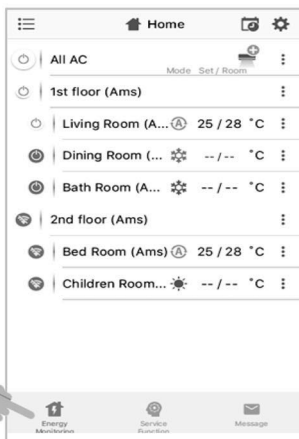 Home
All AC
Mode Set / Room
1st floor (Ams)
Living Room (A... A 25 / 28 °C
Dining Room (... -- / -- °C
Bath Room (A... -- / -- °C
2nd floor (Ams)
Bed Room (Ams) A 25 / 28 °C
Children Room... -- / -- °C
Energy Monitoring
Service Function
Message